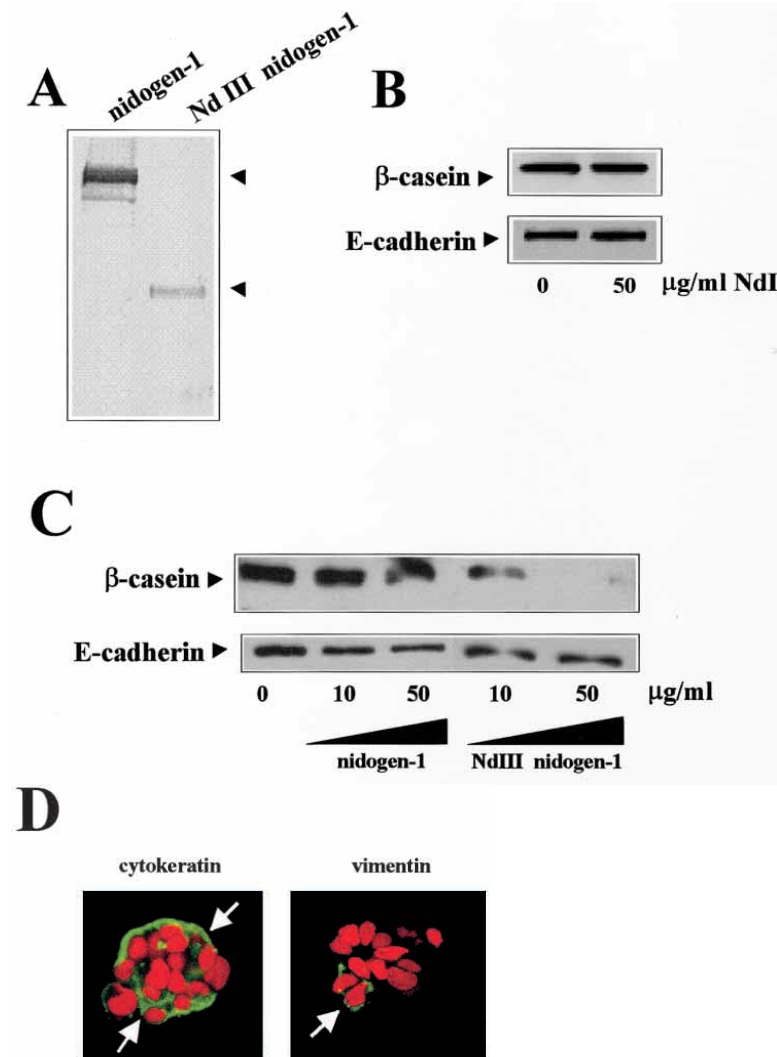 A
nidogen-1
Nd III nidogen-1
B
β-casein
E-cadherin
0 50 µg/ml NdI
C
β-casein
E-cadherin
0 10 50 10 50 µg/ml
nidogen-1 NdIII nidogen-1
D
cytokeratin vimentin